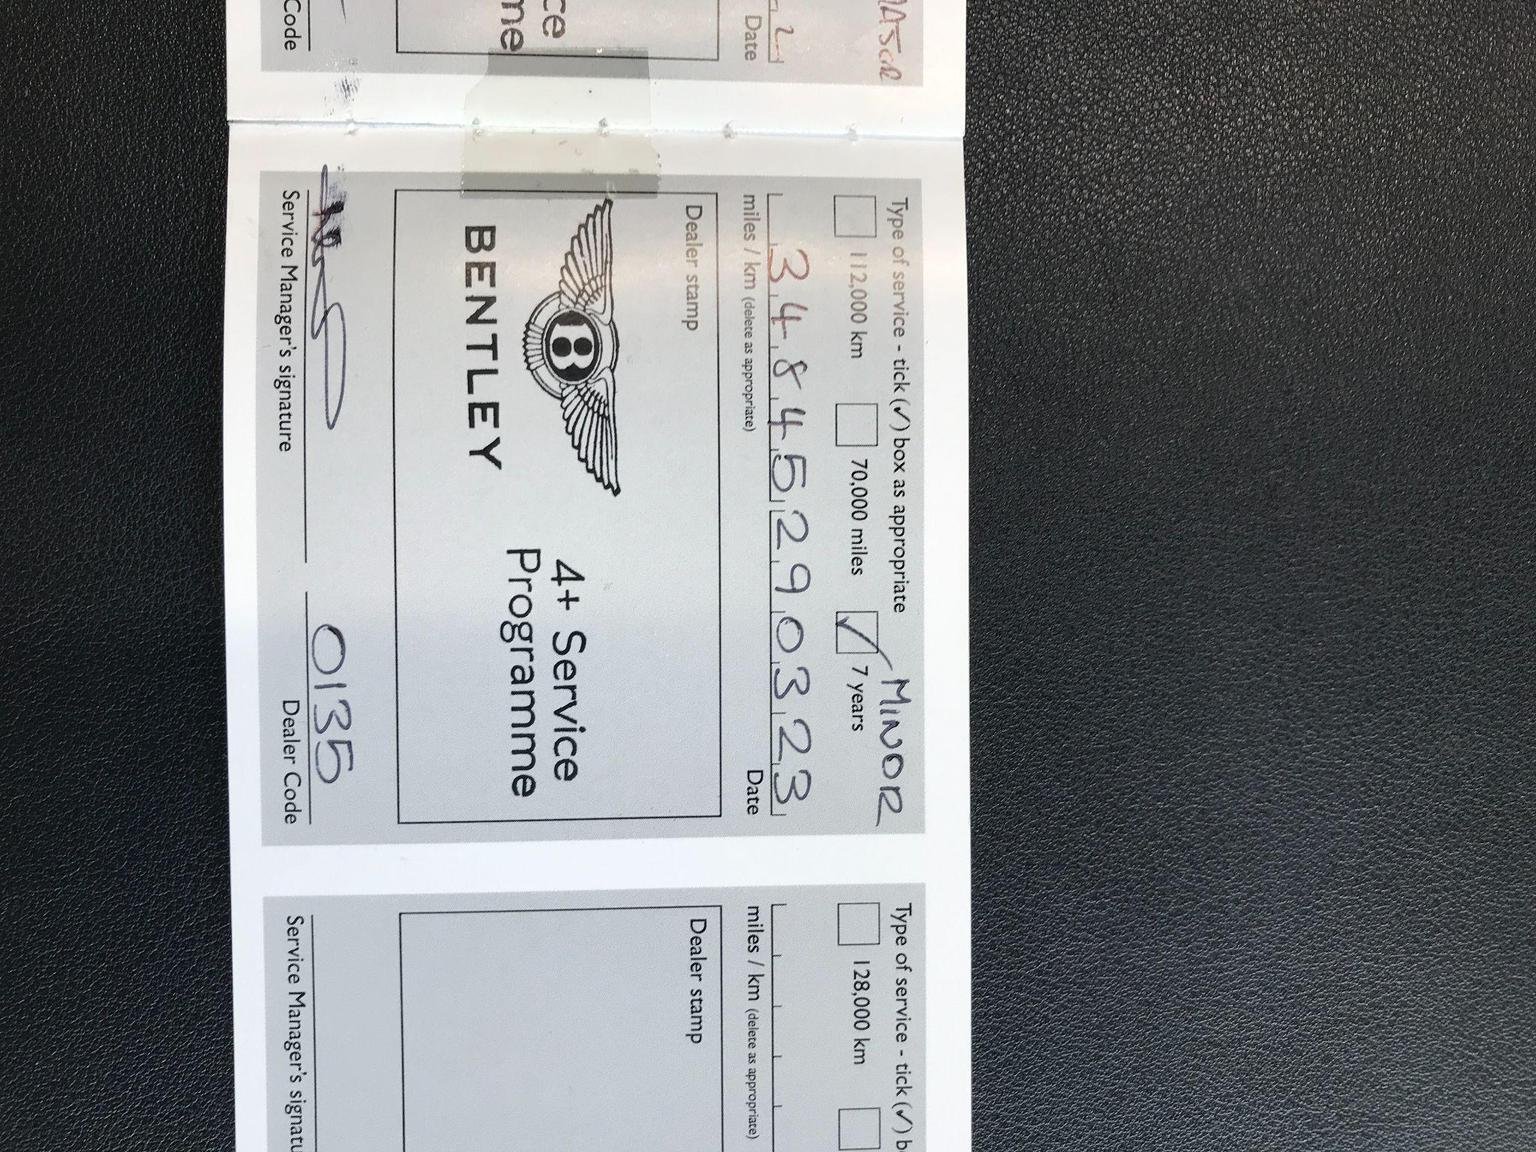 MAJOR
2
Date
ce
me
Code
Type of service - tick (✓) box as appropriate
MINOR
112,000 km
70,000 miles
✓ 7 years
34845 290323
miles / km (delete as appropriate)
Date
Dealer stamp
B
BENTLEY
4+ Service
Programme
0135
Service Manager's signature
Dealer Code
Type of service - tick (✓) b
128,000 km
miles / km (delete as appropriate)
Dealer stamp
Service Manager's signatu